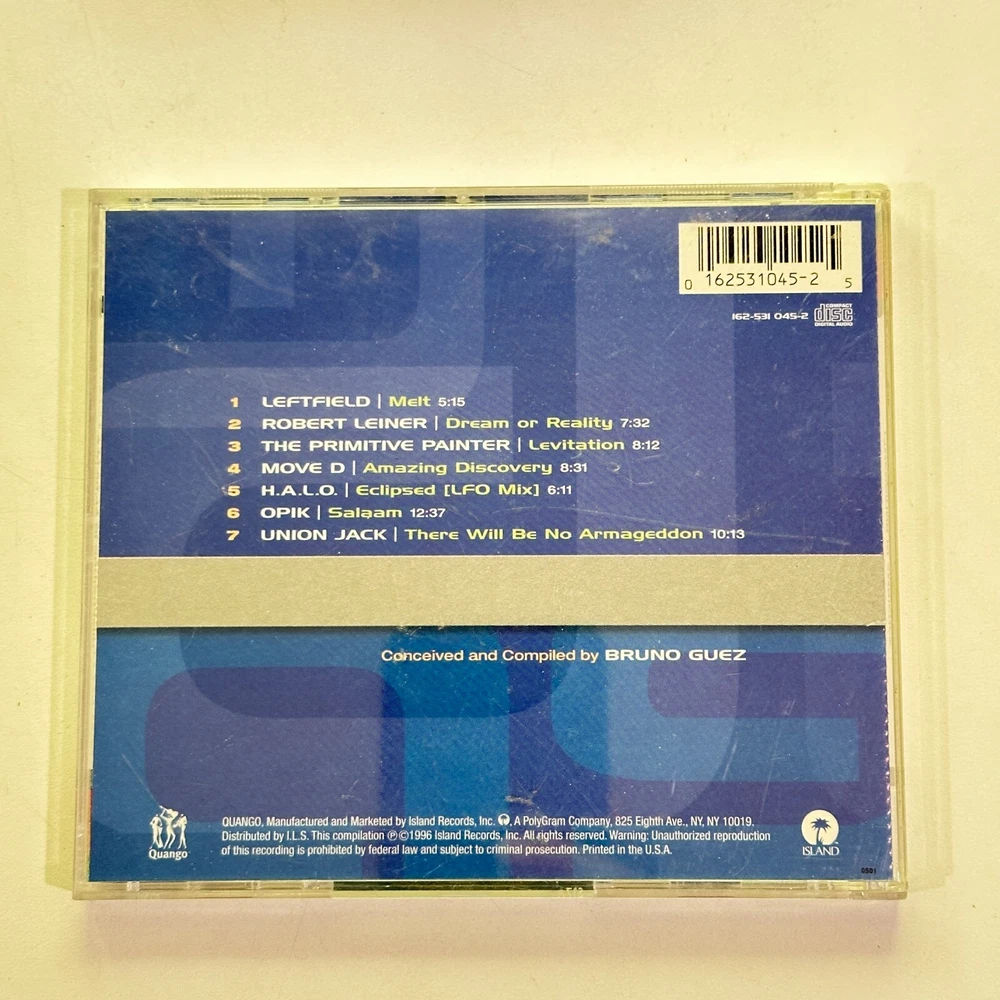 0 162531045-2 5
162-531 045-2 COMPACT disc DIGITAL AUDIO
1 LEFTFIELD | Melt 5:15
2 ROBERT LEINER | Dream or Reality 7:32
3 THE PRIMITIVE PAINTER | Levitation 8:12
4 MOVE D | Amazing Discovery 8:31
5 H.A.L.O. | Eclipsed [LFO Mix] 6:11
6 OPIK | Salaam 12:37
7 UNION JACK | There Will Be No Armageddon 10:13
Conceived and Compiled by BRUNO GUEZ
QUANGO, Manufactured and Marketed by Island Records, Inc. , A PolyGram Company, 825 Eighth Ave., NY, NY 10019.
Distributed by I.L.S. This compilation ℗©1996 Island Records, Inc. All rights reserved. Warning: Unauthorized reproduction
of this recording is prohibited by federal law and subject to criminal prosecution. Printed in the U.S.A.
Quango
ISLAND